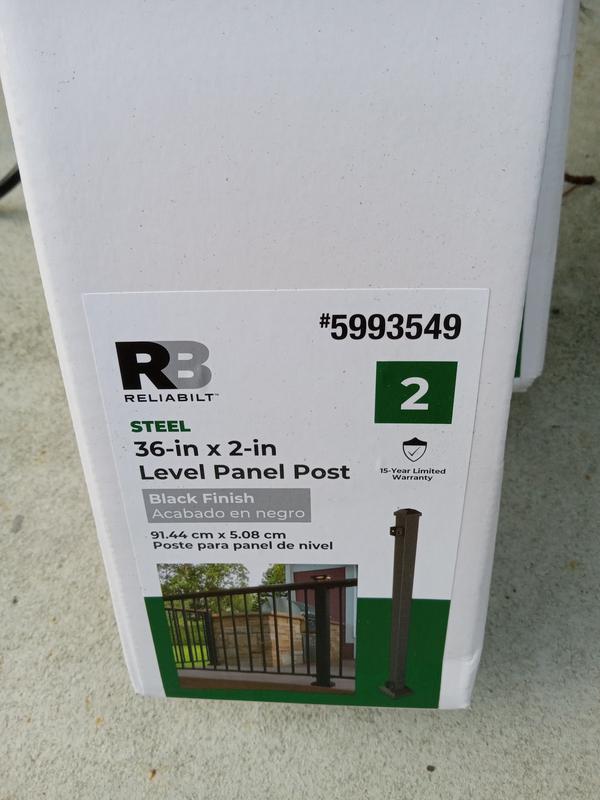 #5993549
RB
RELIABILT™
2
STEEL
36-in x 2-in
Level Panel Post
15-Year Limited
Warranty
Black Finish
Acabado en negro
91.44 cm x 5.08 cm
Poste para panel de nivel